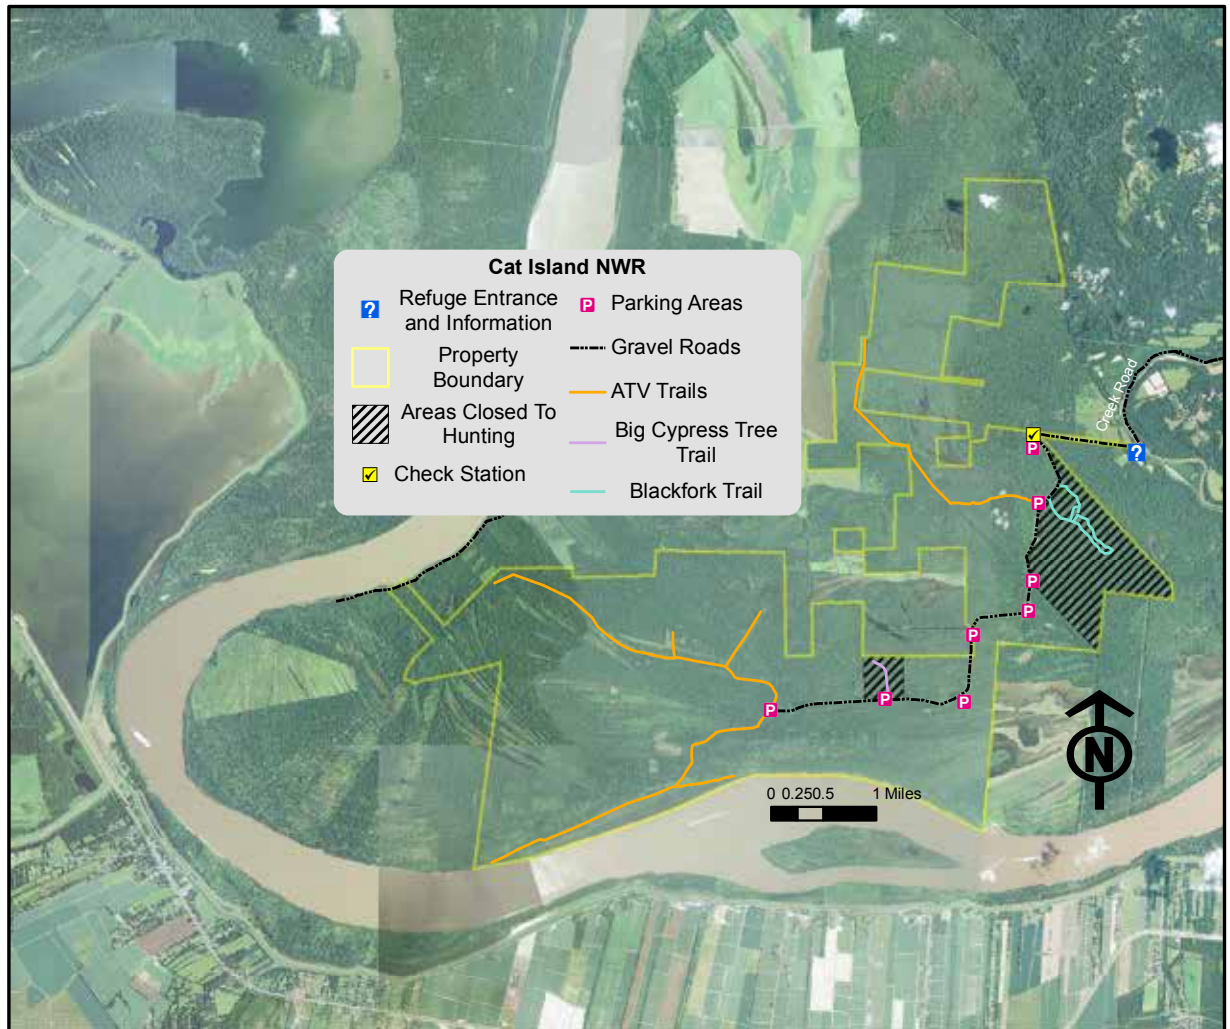 Cat Island NWR
? Refuge Entrance
and Information
Property
Boundary
Areas Closed To
Hunting
Check Station
P Parking Areas
Gravel Roads
ATV Trails
Big Cypress Tree
Trail
Blackfork Trail
Creek Road
?
P
P
P
P
P
P
P
P
N
0 0.250.5 1 Miles